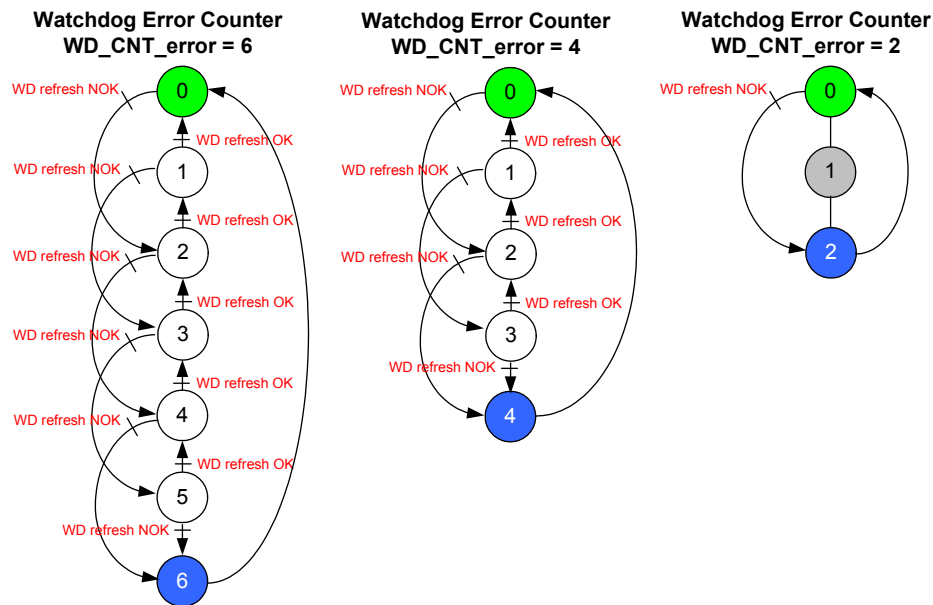 Watchdog Error Counter
WD_CNT_error = 6
WD refresh NOK
0
WD refresh OK
WD refresh NOK
1
WD refresh OK
2
WD refresh NOK
WD refresh OK
3
WD refresh NOK
WD refresh OK
4
WD refresh NOK
WD refresh OK
5
WD refresh NOK
6
Watchdog Error Counter
WD_CNT_error = 4
WD refresh NOK
0
WD refresh OK
WD refresh NOK
1
WD refresh OK
2
WD refresh NOK
WD refresh OK
3
WD refresh NOK
4
Watchdog Error Counter
WD_CNT_error = 2
WD refresh NOK
0
1
2